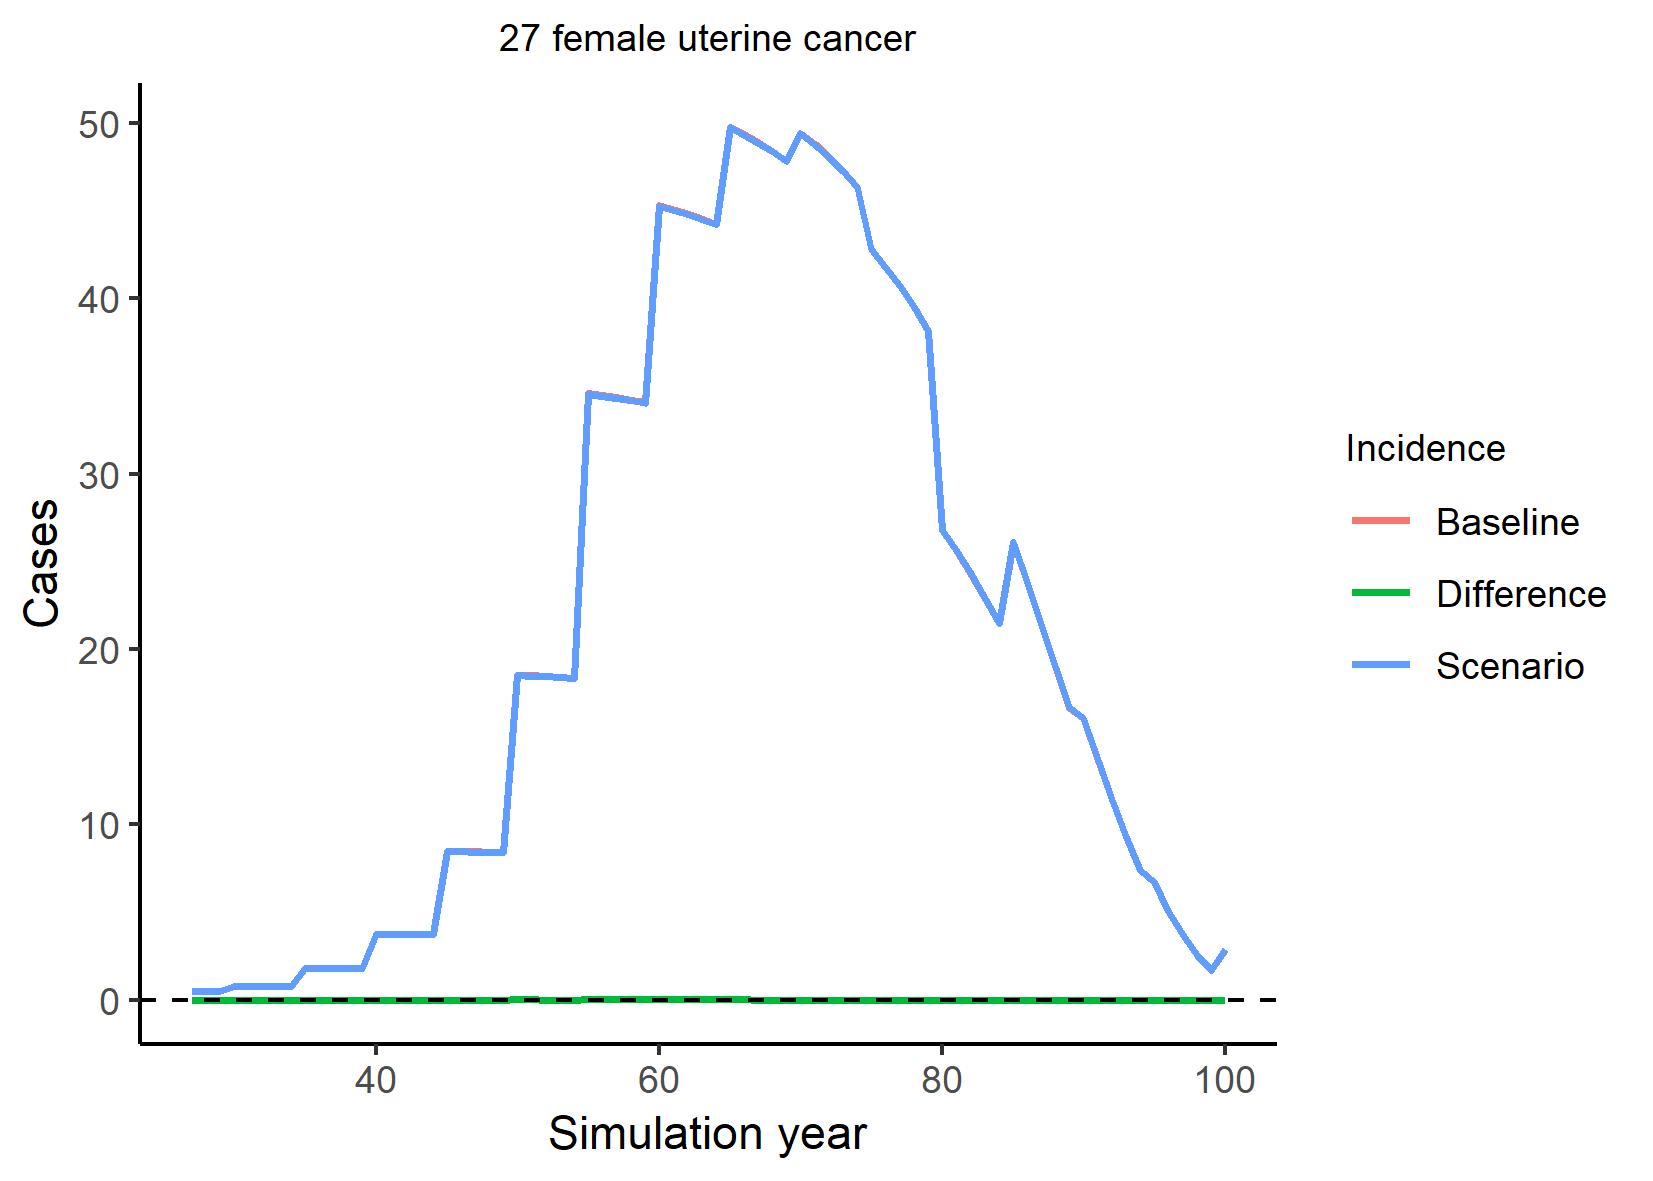 27 female uterine cancer
50
40
30
20
10
0
Cases
40 60 80 100
Simulation year
Incidence
Baseline
Difference
Scenario